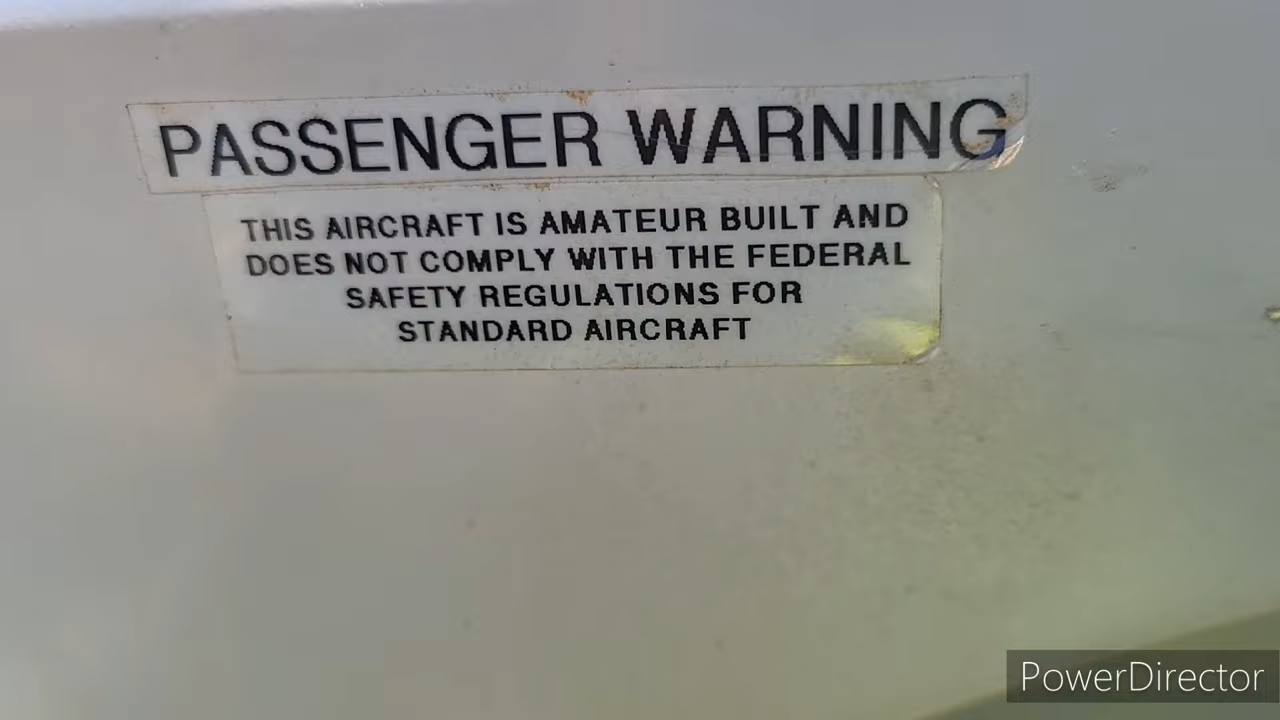 PASSENGER WARNING
THIS AIRCRAFT IS AMATEUR BUILT AND
DOES NOT COMPLY WITH THE FEDERAL
SAFETY REGULATIONS FOR
STANDARD AIRCRAFT
PowerDirector